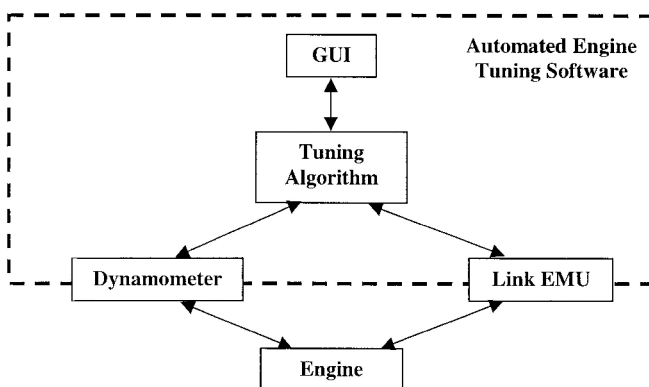 GUI
Automated Engine
Tuning Software
Tuning
Algorithm
Dynamometer
Link EMU
Engine